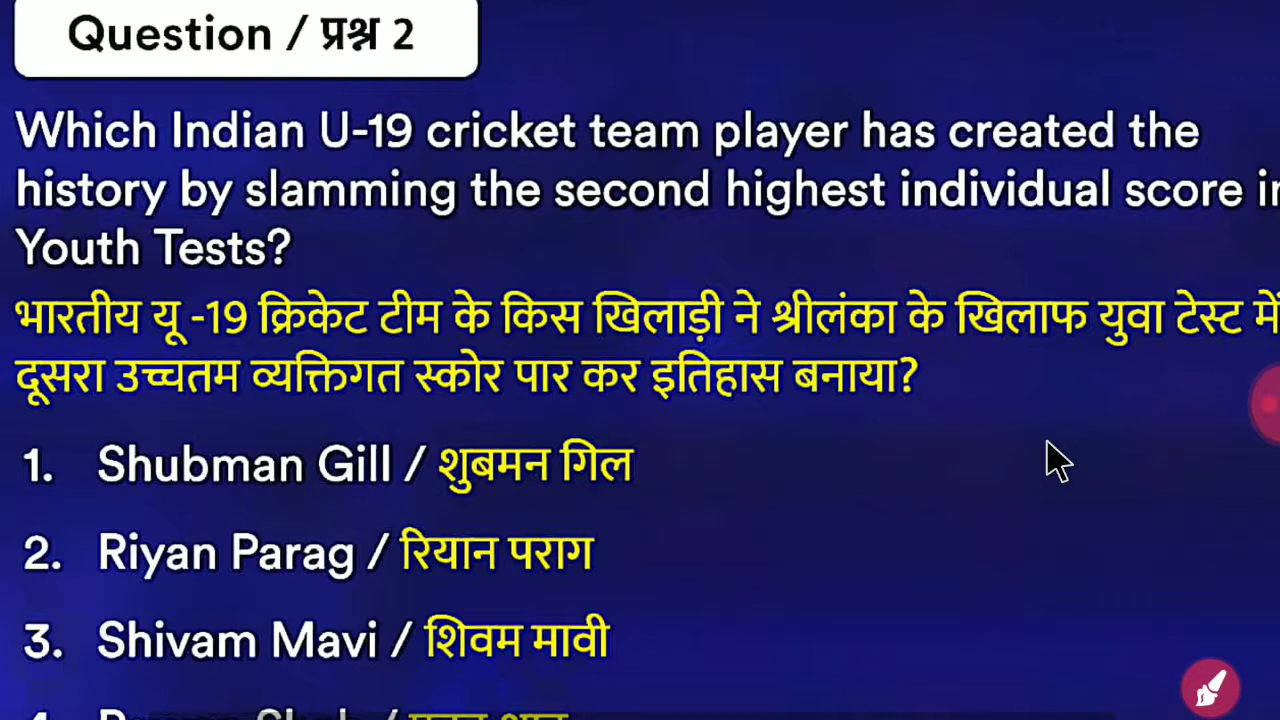 Question / प्रश्न 2
Which Indian U-19 cricket team player has created the
history by slamming the second highest individual score
Youth Tests?
भारतीय यू -19 क्रिकेट टीम के किस खिलाड़ी ने श्रीलंका के खिलाफ युवा टेस्ट में
दूसरा उच्चतम व्यक्तिगत स्कोर पार कर इतिहास बनाया?
1. Shubman Gill / शुबमन गिल
2. Riyan Parag / रियान पराग
3. Shivam Mavi / शिवम मावी